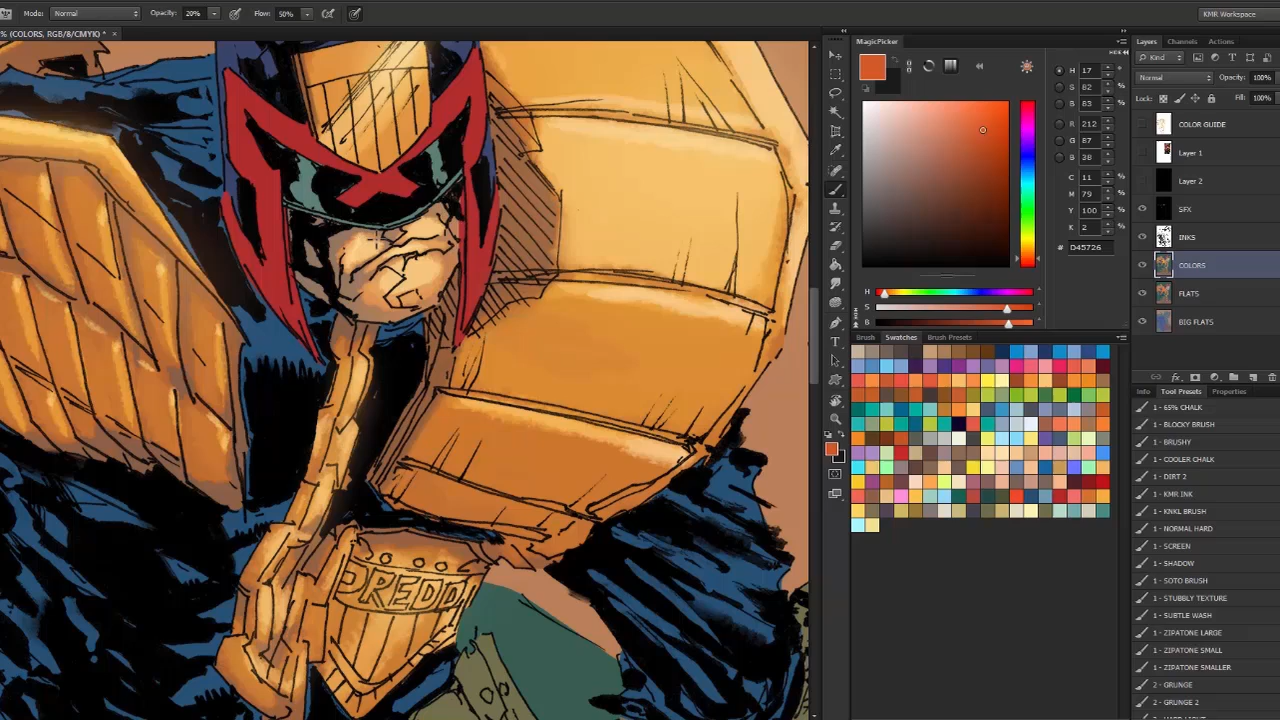 Mode: Normal Opacity: 20% Flow: 50% KMR Workspace
% (COLORS, RGB/8/CMYK) * ×
DREDD
MagicPicker
HIDE
H 17 °
S 82 %
B 83 %
R 212
G 87
B 38
C 11 %
M 79 %
Y 100 %
K 2 %
# D45726
H
S
B
Brush Swatches Brush Presets
Layers Channels Actions
Kind
Normal Opacity: 100%
Lock: Fill: 100%
COLOR GUIDE
Layer 1
Layer 2
SFX
INKS
COLORS
FLATS
BIG FLATS
Info Tool Presets Properties
1 - 65% CHALK
1 - BLOCKY BRUSH
1 - BRUSHY
1 - COOLER CHALK
1 - DIRT 2
1 - KMR INK
1 - KNKL BRUSH
1 - NORMAL HARD
1 - SCREEN
1 - SHADOW
1 - SOTO BRUSH
1 - STUBBLY TEXTURE
1 - SUBTLE WASH
1 - ZIPATONE LARGE
1 - ZIPATONE SMALL
1 - ZIPATONE SMALLER
2 - GRUNGE
2 - GRUNGE 2